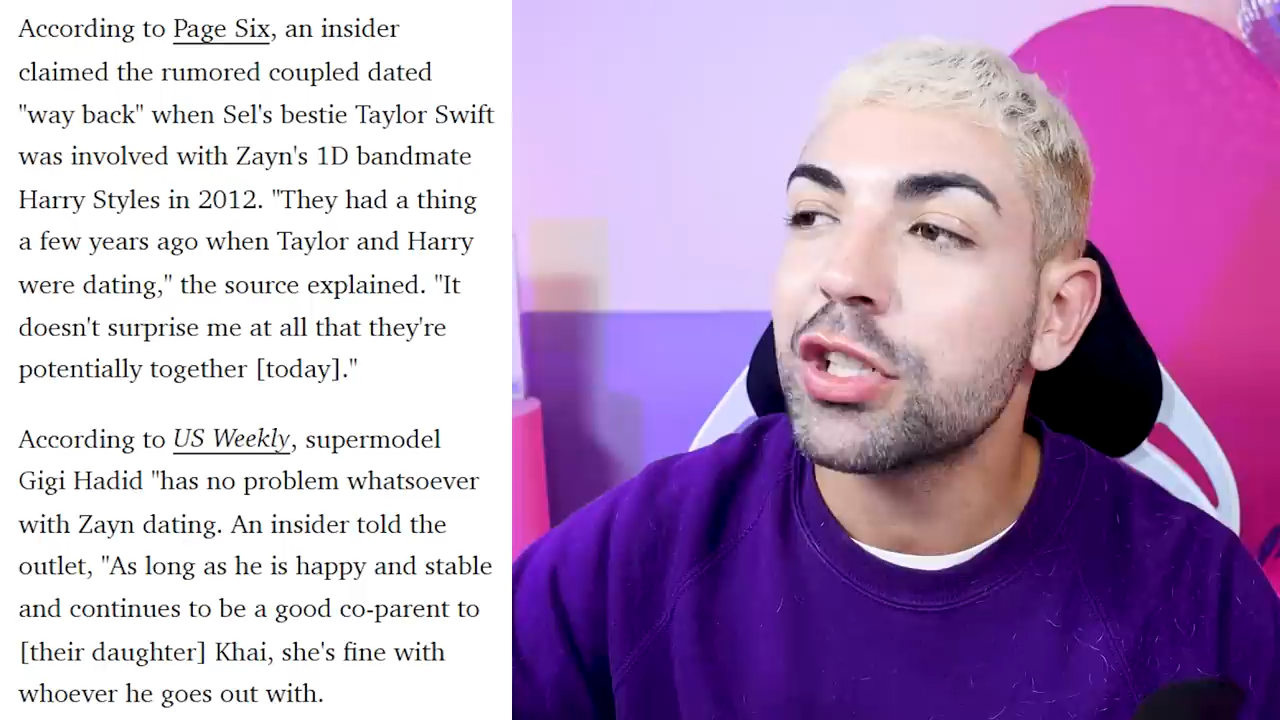 According to Page Six, an insider
claimed the rumored coupled dated
"way back" when Sel's bestie Taylor Swift
was involved with Zayn's 1D bandmate
Harry Styles in 2012. "They had a thing
a few years ago when Taylor and Harry
were dating," the source explained. "It
doesn't surprise me at all that they're
potentially together [today]."
According to US Weekly, supermodel
Gigi Hadid "has no problem whatsoever
with Zayn dating. An insider told the
outlet, "As long as he is happy and stable
and continues to be a good co-parent to
[their daughter] Khai, she's fine with
whoever he goes out with.